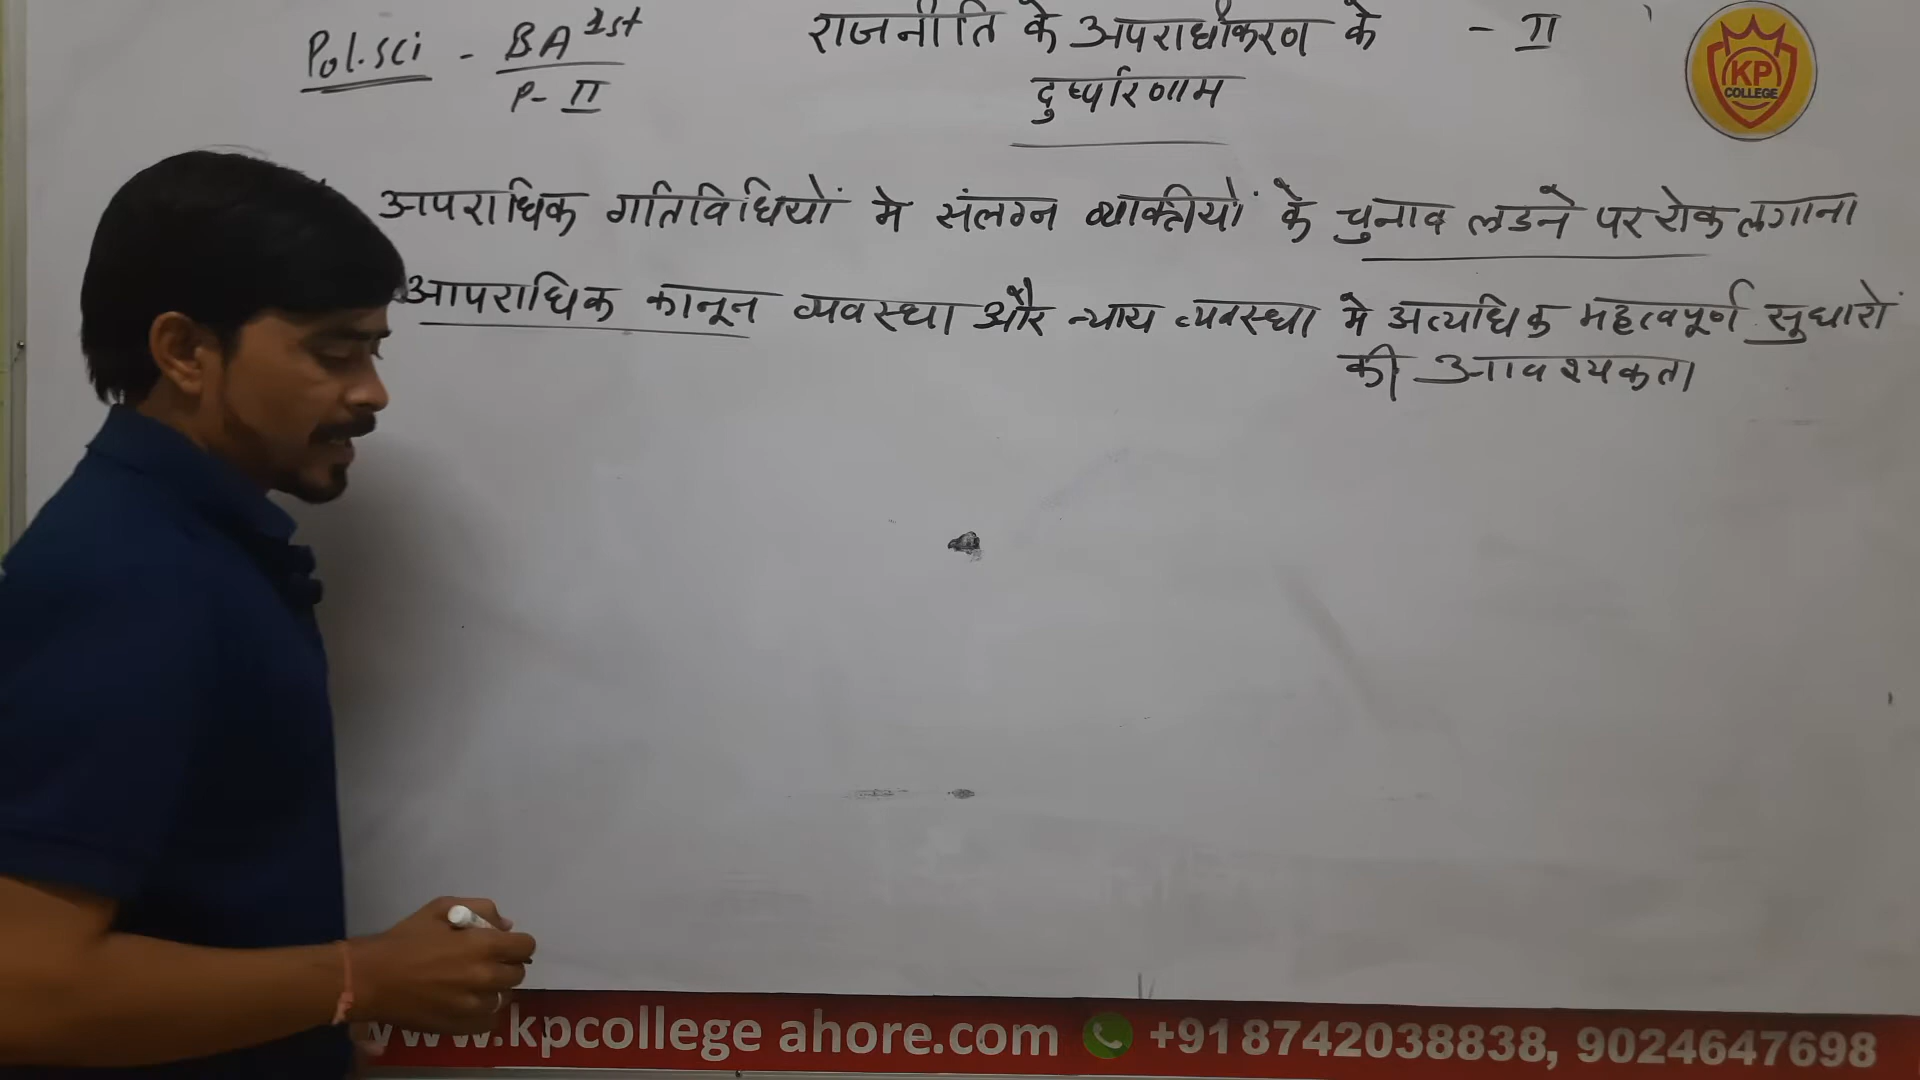 Pol.sci - BA 1st
P- II
राजनीति के अपराधीकरण के - II
दुष्परिणाम
KP
COLLEGE
आपराधिक गतिविधियों मे संलग्न व्यक्तीयों के चुनाव लडने पर रोक लगाना
आपराधिक कानून व्यवस्था और न्याय व्यवस्था मे अत्यधिक महत्वपूर्ण सुधारों
की आवश्यकता
www.kpcollege ahore.com +91 8742038838, 9024647698